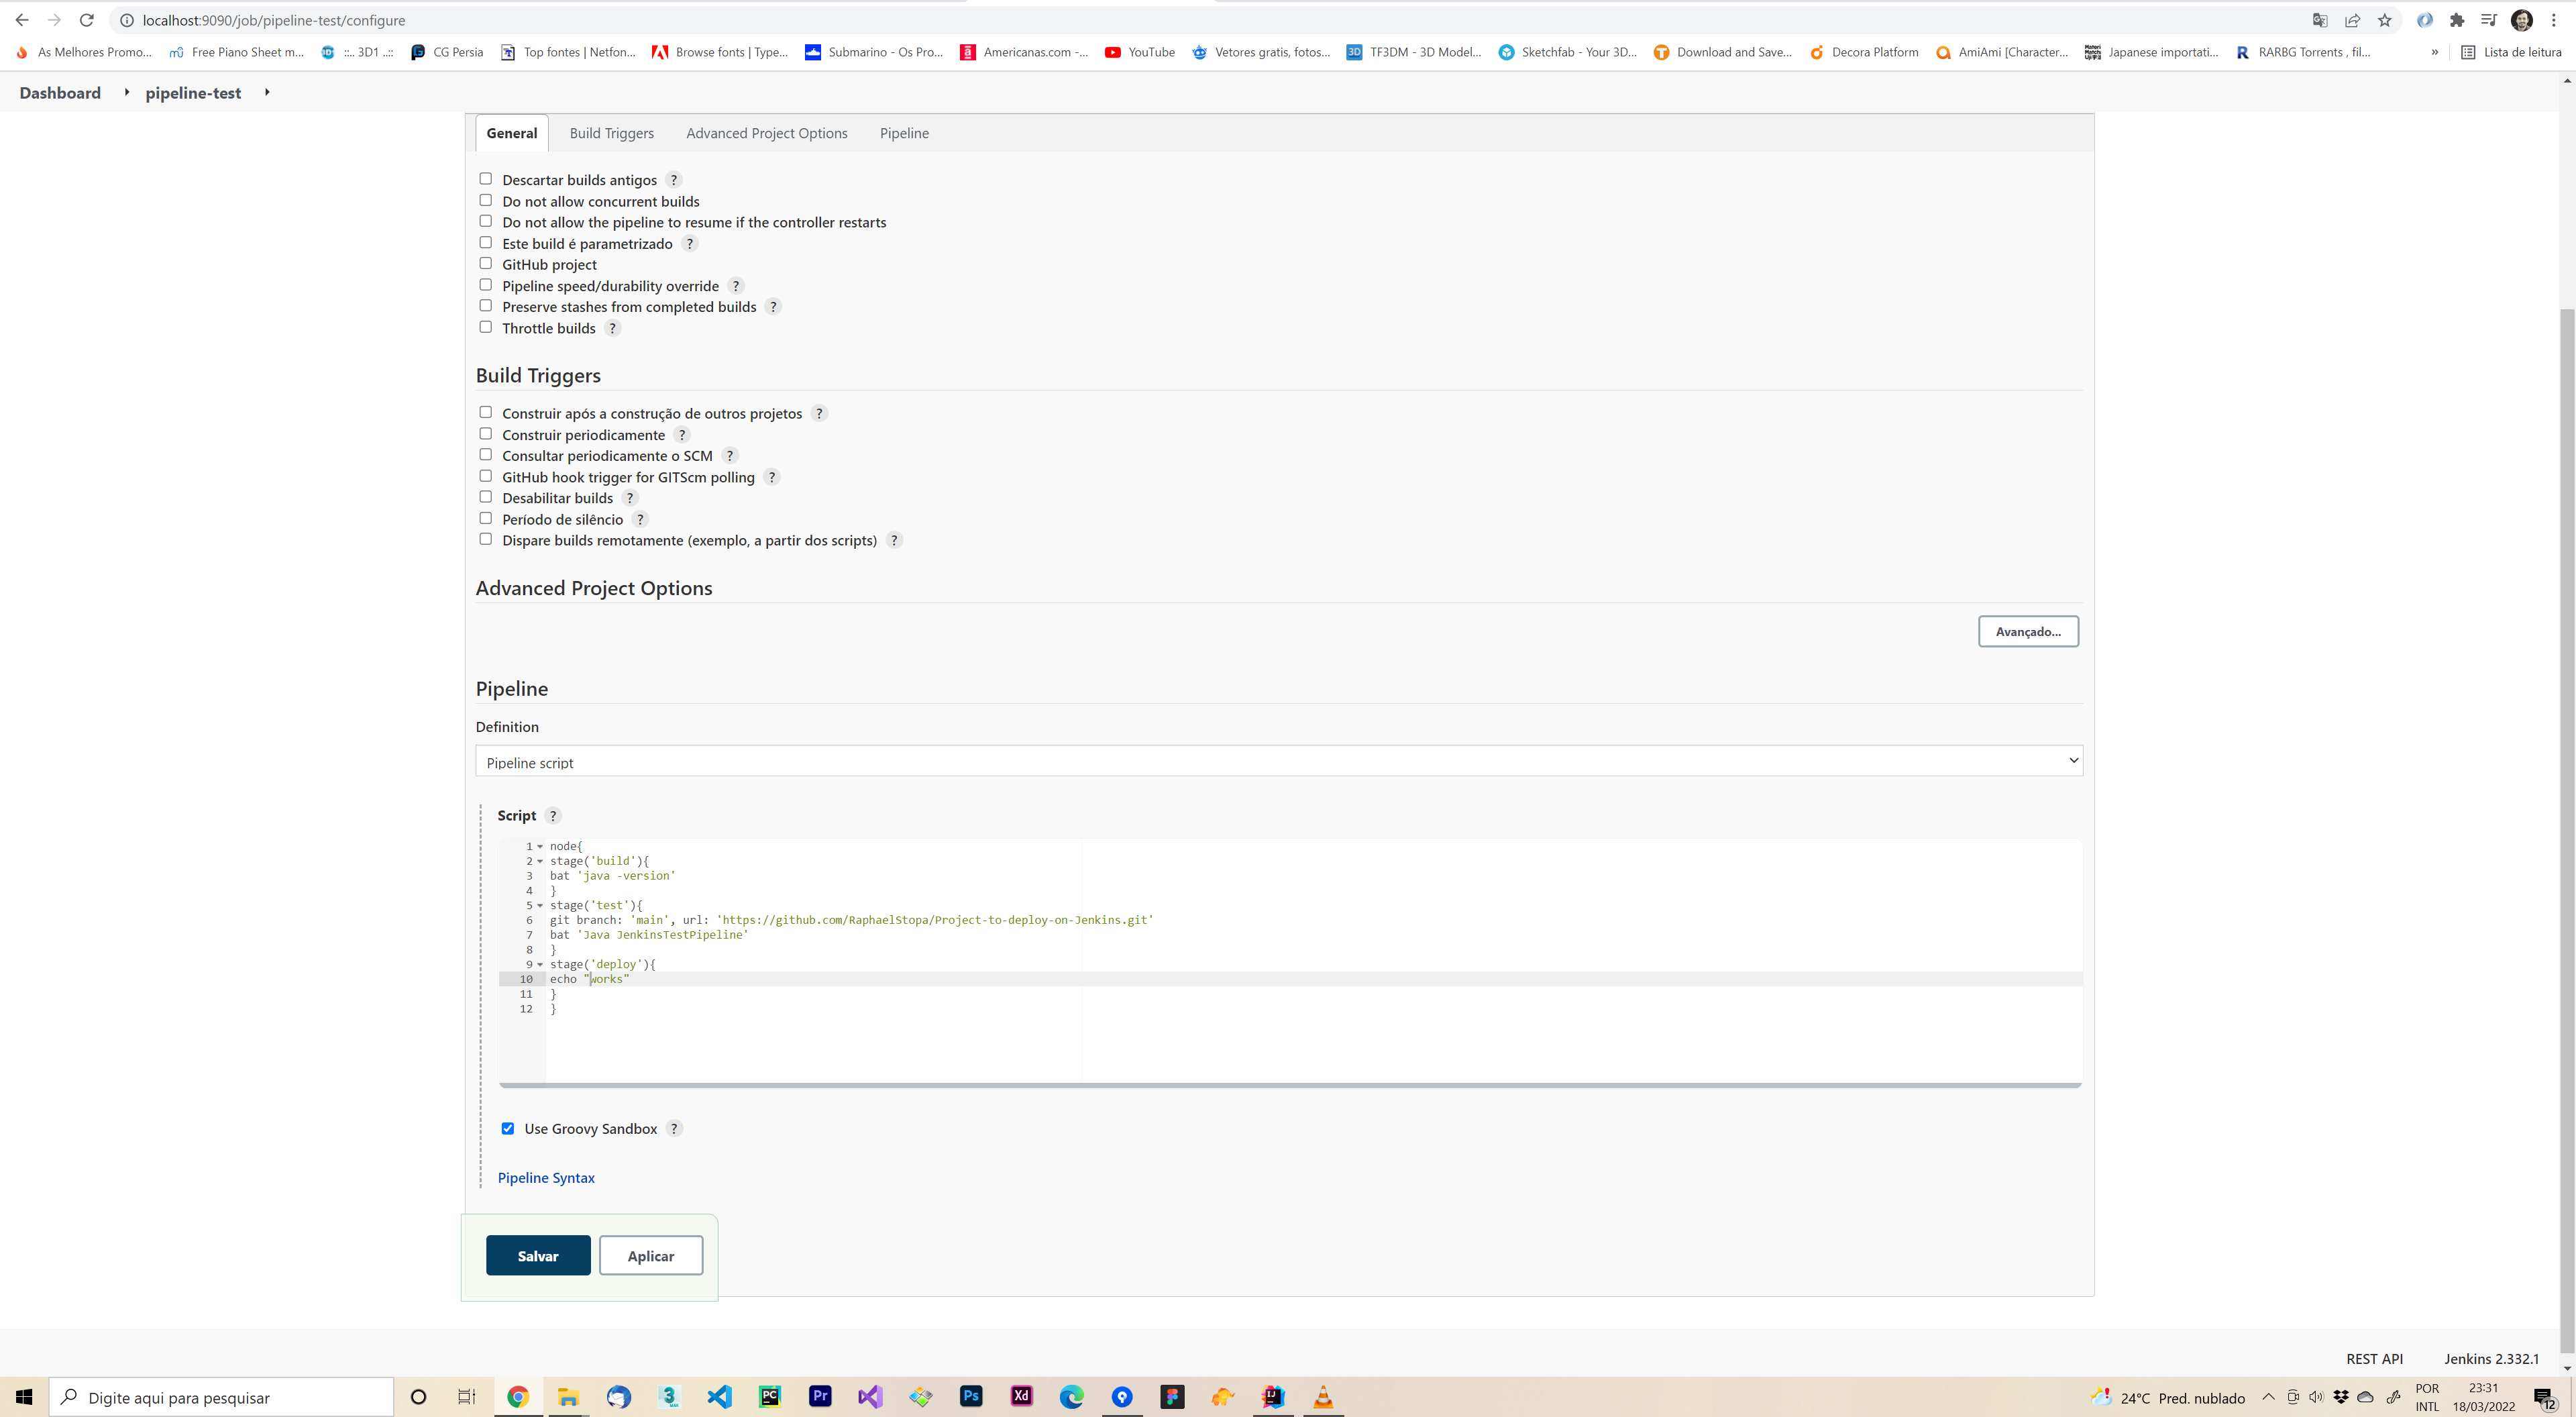 localhost:9090/job/pipeline-test/configure
As Melhores Promo... Free Piano Sheet m... ::.. 3D1 ..:: CG Persia Top fontes | Netfon... Browse fonts | Type... Submarino - Os Pro... Americanas.com -... YouTube Vetores gratis, fotos... TF3DM - 3D Model... Sketchfab - Your 3D... Download and Save... Decora Platform AmiAmi [Character... Japanese importati... RARBG Torrents , fil... » Lista de leitura
Dashboard pipeline-test
General Build Triggers Advanced Project Options Pipeline
Descartar builds antigos ?
Do not allow concurrent builds
Do not allow the pipeline to resume if the controller restarts
Este build é parametrizado ?
GitHub project
Pipeline speed/durability override ?
Preserve stashes from completed builds ?
Throttle builds ?
Build Triggers
Construir após a construção de outros projetos ?
Construir periodicamente ?
Consultar periodicamente o SCM ?
GitHub hook trigger for GITScm polling ?
Desabilitar builds ?
Período de silêncio ?
Dispare builds remotamente (exemplo, a partir dos scripts) ?
Advanced Project Options
Avançado...
Pipeline
Definition
Pipeline script
Script ?
1 node{
2 stage('build'){
3 bat 'java -version'
4 }
5 stage('test'){
6 git branch: 'main', url: 'https://github.com/RaphaelStopa/Project-to-deploy-on-Jenkins.git'
7 bat 'Java JenkinsTestPipeline'
8 }
9 stage('deploy'){
10 echo "works"
11 }
12 }
Use Groovy Sandbox ?
Pipeline Syntax
Salvar Aplicar
REST API Jenkins 2.332.1
Digite aqui para pesquisar
24°C Pred. nublado
POR
INTL
23:31
18/03/2022
12